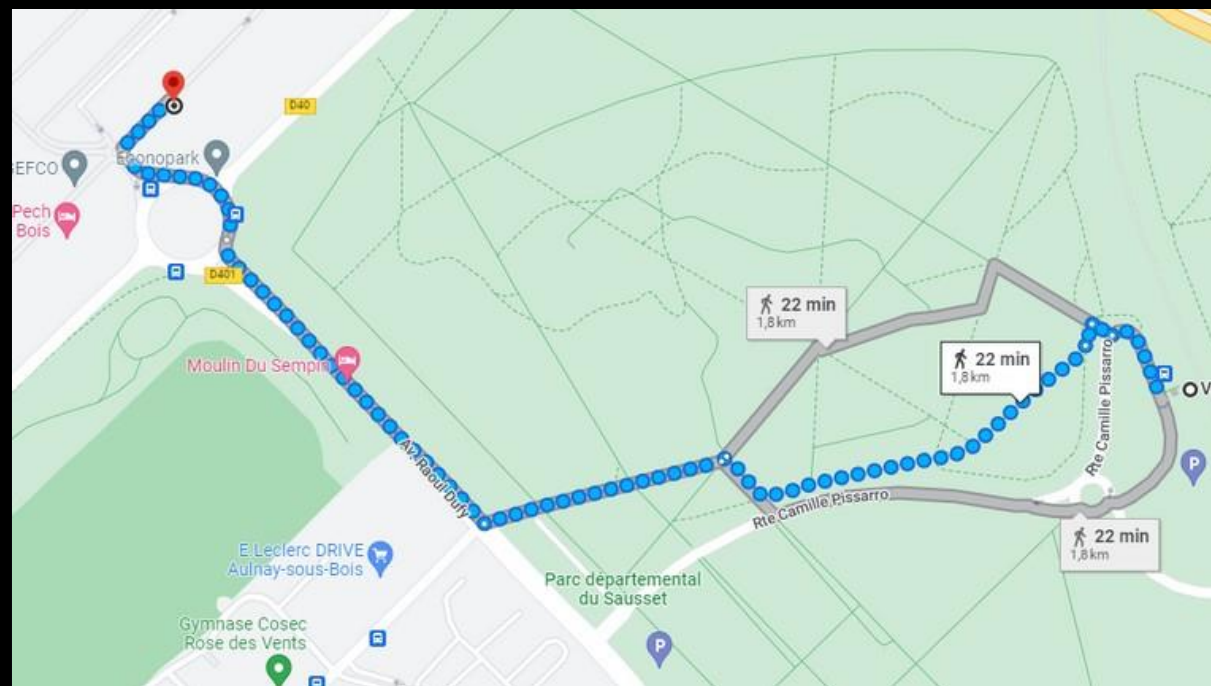 D40
Econopark
GEFCO
Pech
Bois
D401
22 min
1,8 km
Moulin Du Sempin
22 min
1,8 km
Rte Camille Pissarro
V
Av. Raoul Dufy
P
Rte Camille Pissarro
22 min
1,8 km
E.Leclerc DRIVE
Aulnay-sous-Bois
Parc départemental
du Sausset
Gymnase Cosec
Rose des Vents
P